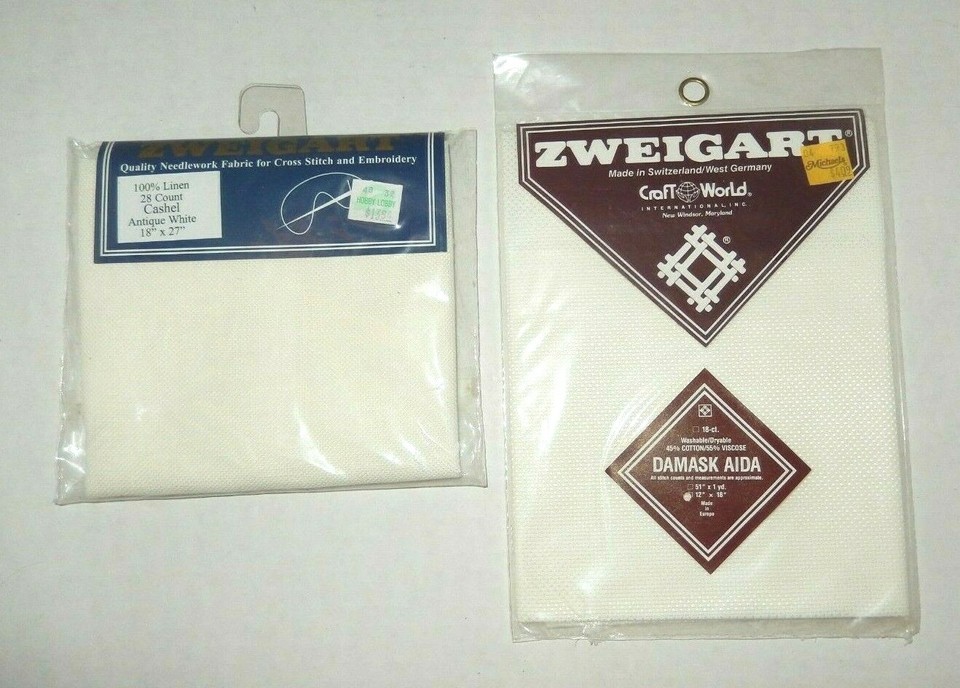 ZWEIGART
Quality Needlework Fabric for Cross Stitch and Embroidery
100% Linen
28 Count
Cashel
Antique White
18" x 27"
HOBBY LOBBY
ZWEIGART®
Made in Switzerland/West Germany
Craft World®
INTERNATIONAL, INC.
New Windsor, Maryland
®
Michaels
18-ct.
Washable/Dryable
45% COTTON/55% VISCOSE
DAMASK AIDA
All stitch counts and measurements are approximate.
51" x 1 yd.
12" x 18"
Made
in
Europe